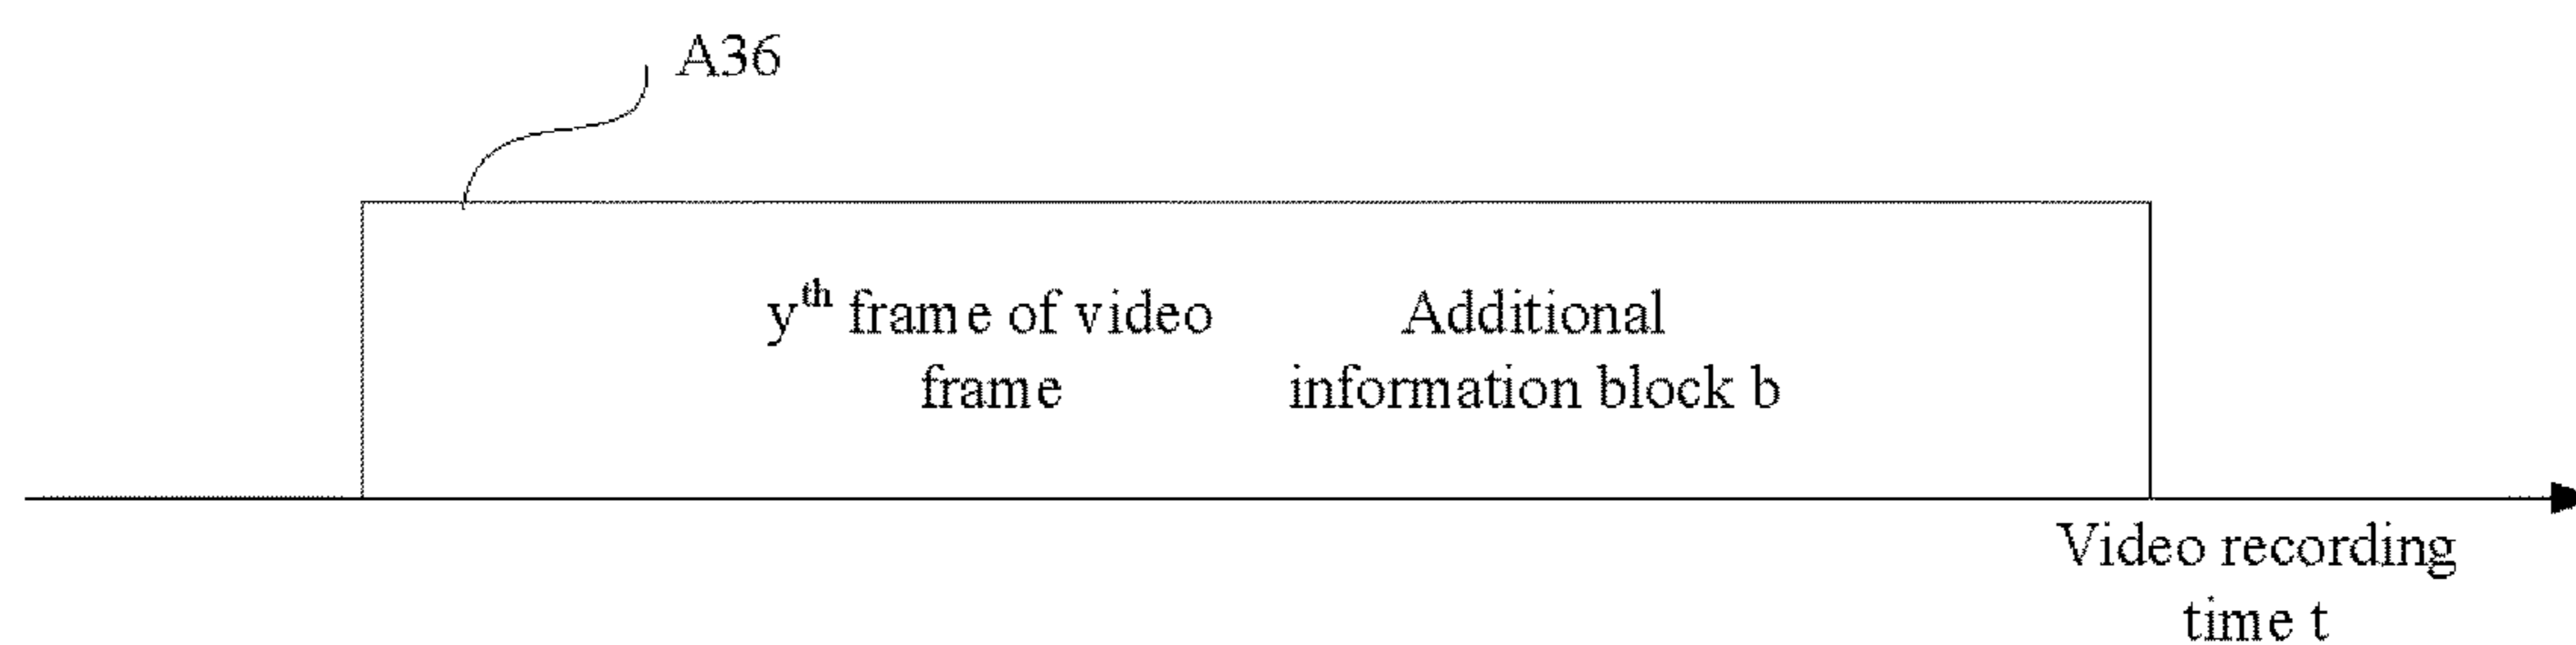 A36
yth frame of video
frame
Additional
information block b
Video recording
time t